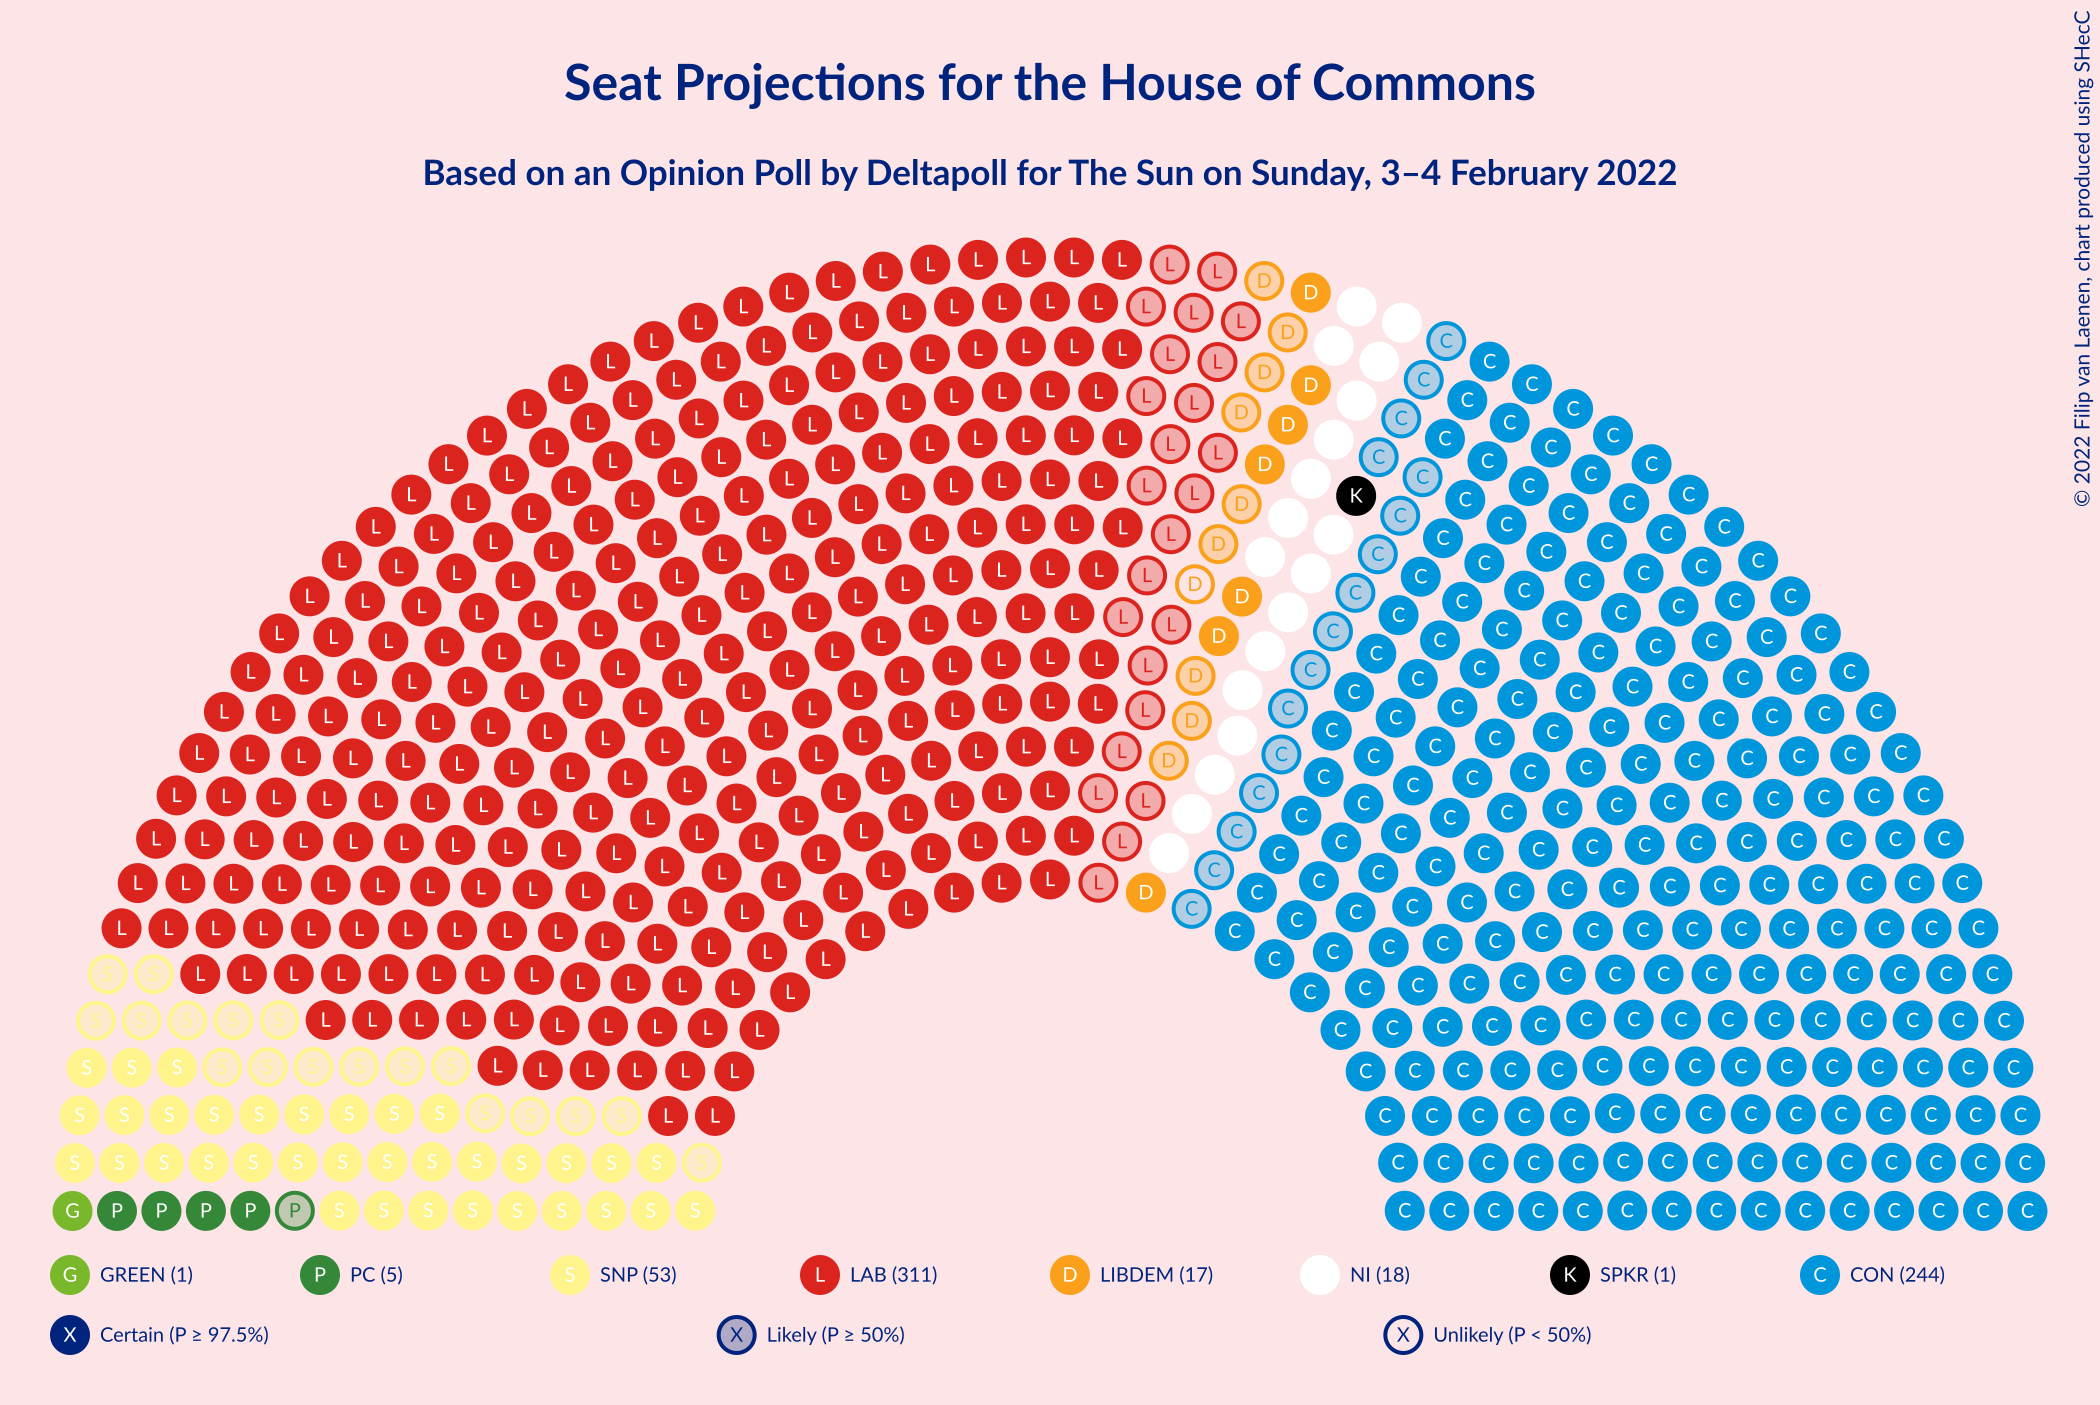 Seat Projections for the House of Commons
Based on an Opinion Poll by Deltapoll for The Sun on Sunday, 3–4 February 2022
© 2022 Filip van Laenen, chart produced using SHecC
G GREEN (1)
P PC (5)
S SNP (53)
L LAB (311)
D LIBDEM (17)
NI (18)
K SPKR (1)
C CON (244)
X Certain (P ≥ 97.5%)
X Likely (P ≥ 50%)
X Unlikely (P < 50%)